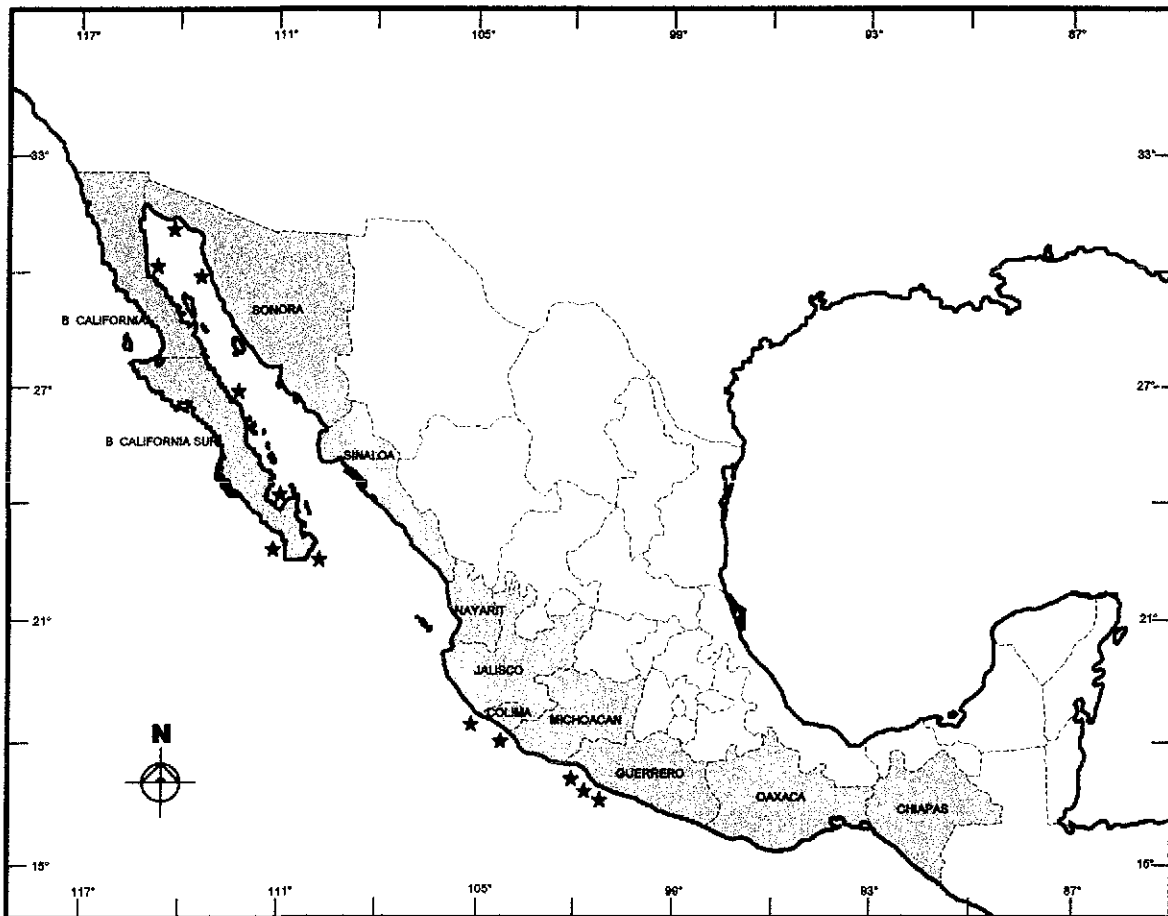 117° 111° 105° 99° 93° 87°
33° 33°
SONORA
B CALIFORNIA
27° 27°
B CALIFORNIA SUR
SINALOA
NAYARIT
21° 21°
JALISCO
COLIMA
MICHOACAN
N
GUERRERO
OAXACA
CHIAPAS
15° 15°
117° 111° 105° 99° 93° 87°